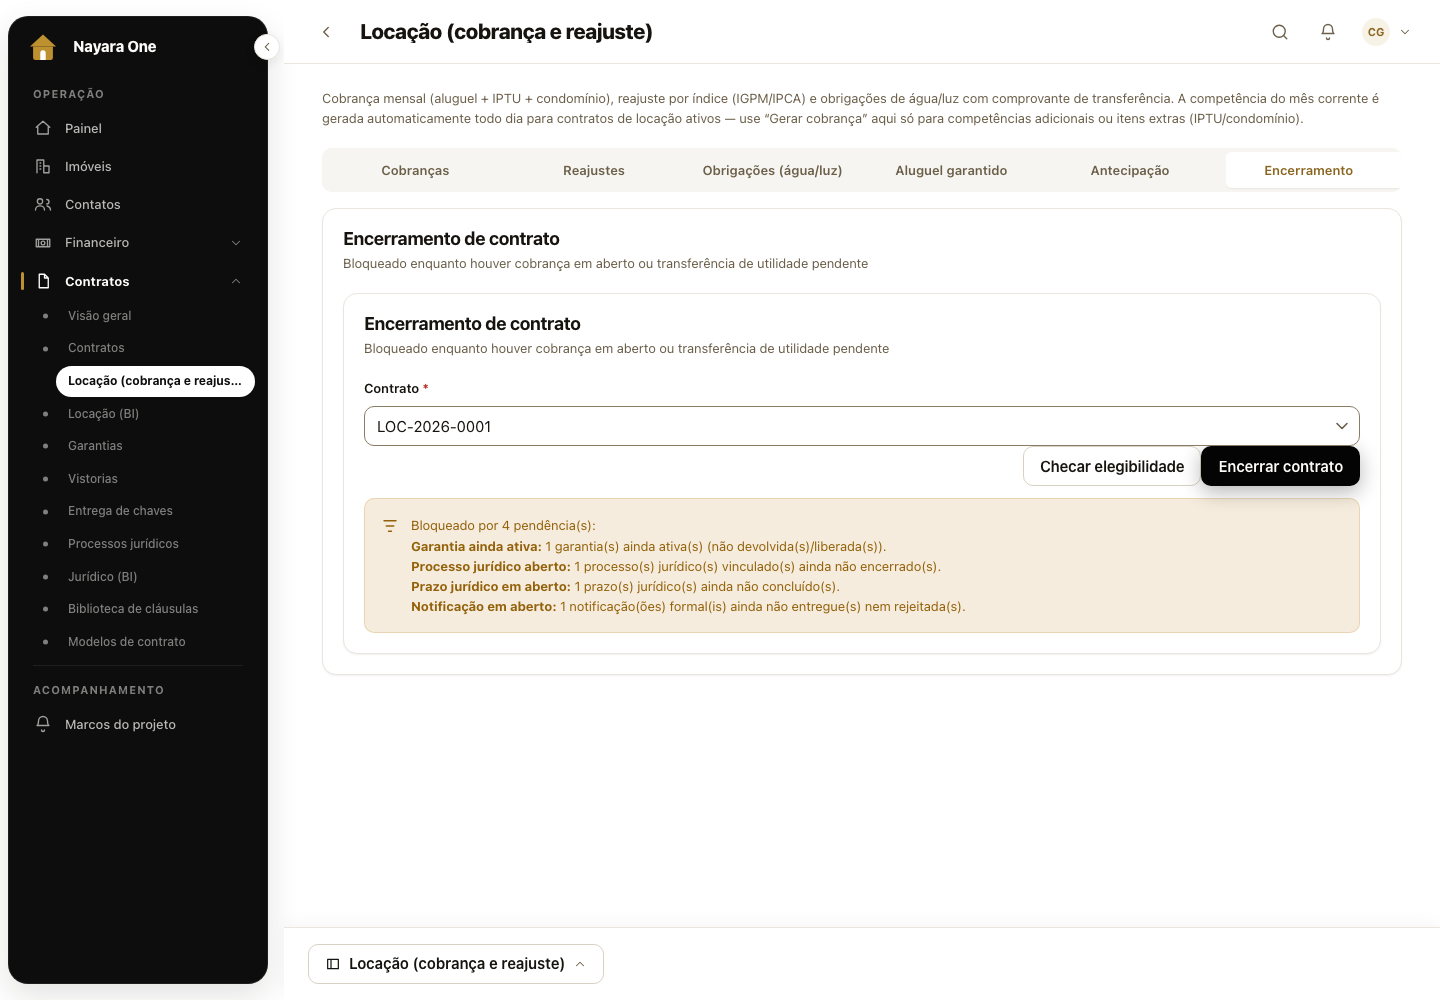 Nayara One
OPERAÇÃO
Painel
Imóveis
Contatos
Financeiro
Contratos
Visão geral
Contratos
Locação (cobrança e reajus...
Locação (BI)
Garantias
Vistorias
Entrega de chaves
Processos jurídicos
Jurídico (BI)
Biblioteca de cláusulas
Modelos de contrato
ACOMPANHAMENTO
Marcos do projeto
Locação (cobrança e reajuste)
CG
Cobrança mensal (aluguel + IPTU + condomínio), reajuste por índice (IGPM/IPCA) e obrigações de água/luz com comprovante de transferência. A competência do mês corrente é
gerada automaticamente todo dia para contratos de locação ativos — use “Gerar cobrança” aqui só para competências adicionais ou itens extras (IPTU/condomínio).
Cobranças
Reajustes
Obrigações (água/luz)
Aluguel garantido
Antecipação
Encerramento
Encerramento de contrato
Bloqueado enquanto houver cobrança em aberto ou transferência de utilidade pendente
Encerramento de contrato
Bloqueado enquanto houver cobrança em aberto ou transferência de utilidade pendente
Contrato *
LOC-2026-0001
Checar elegibilidade
Encerrar contrato
Bloqueado por 4 pendência(s):
Garantia ainda ativa: 1 garantia(s) ainda ativa(s) (não devolvida(s)/liberada(s)).
Processo jurídico aberto: 1 processo(s) jurídico(s) vinculado(s) ainda não encerrado(s).
Prazo jurídico em aberto: 1 prazo(s) jurídico(s) ainda não concluído(s).
Notificação em aberto: 1 notificação(ões) formal(is) ainda não entregue(s) nem rejeitada(s).
Locação (cobrança e reajuste)